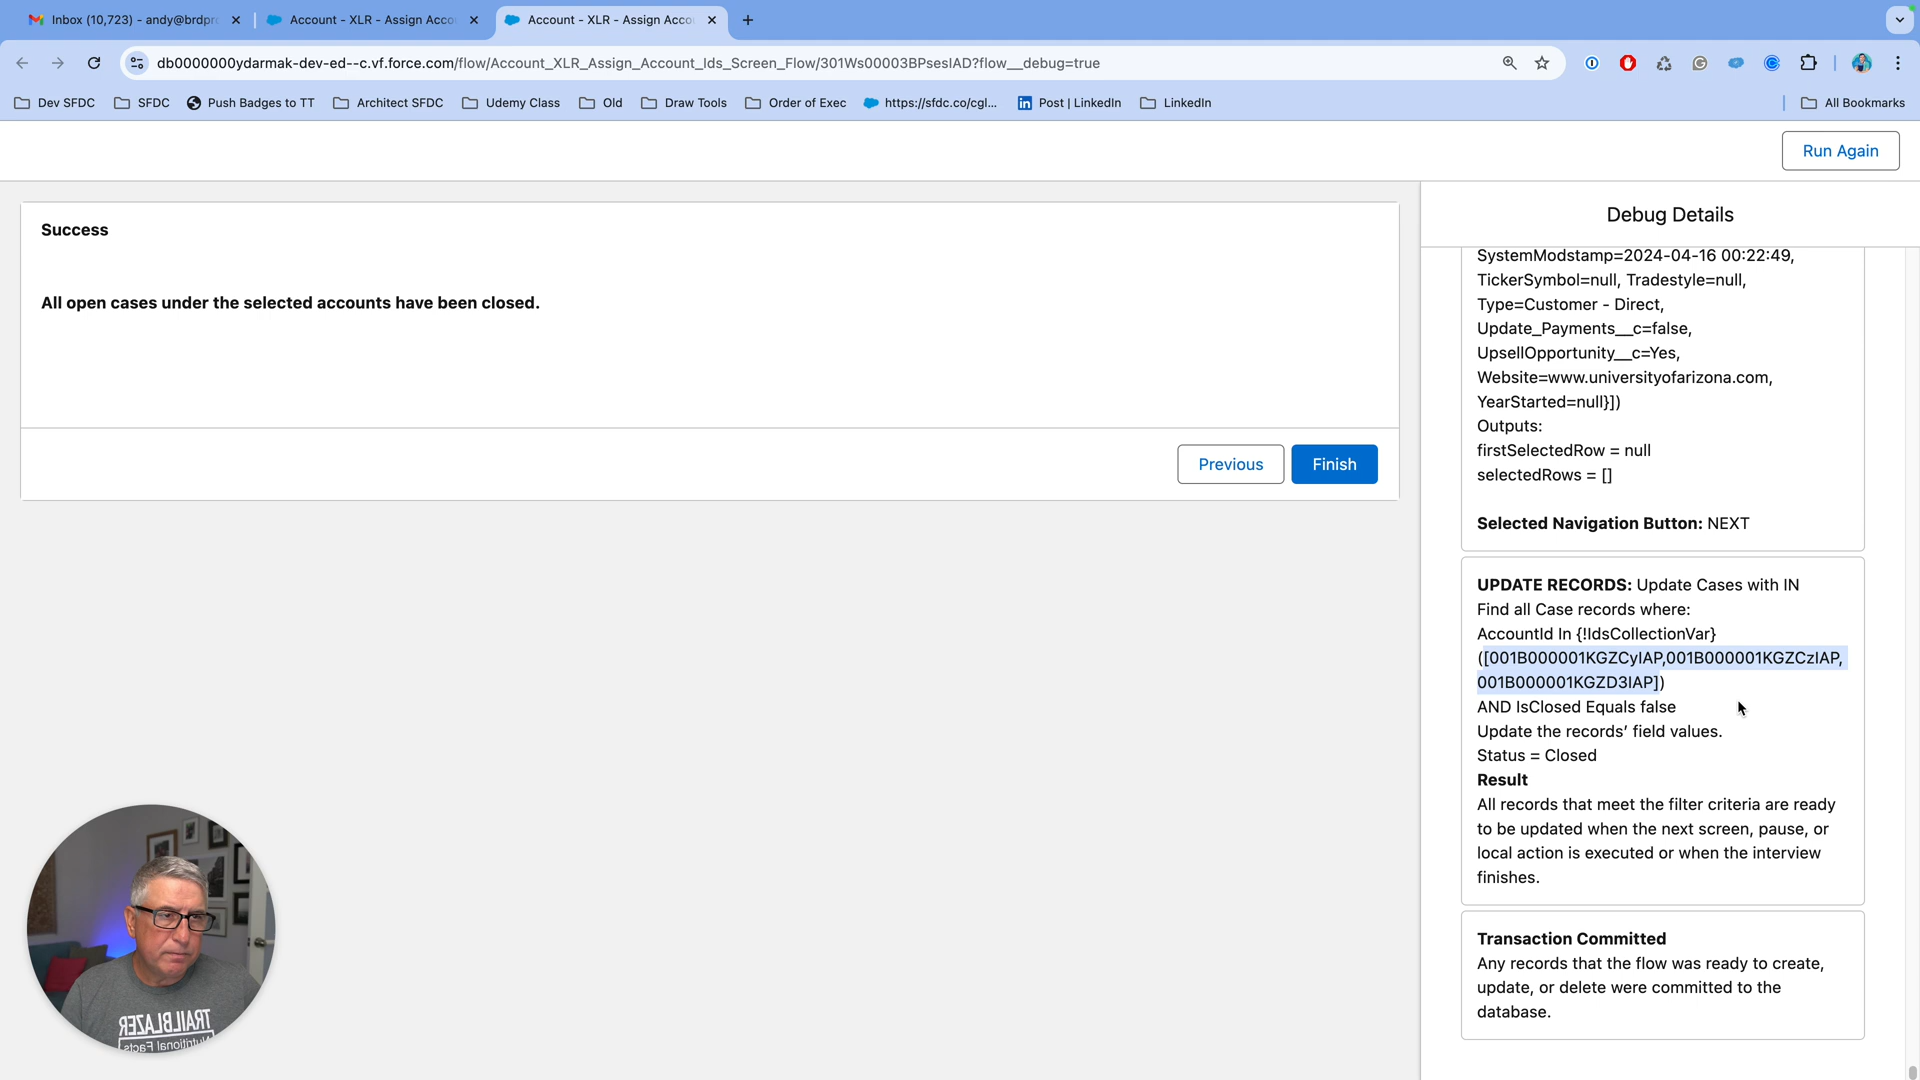 Inbox (10,723) - andy@brdpr
Account - XLR - Assign Acco
Account - XLR - Assign Acco
db0000000ydarmak-dev-ed--c.vf.force.com/flow/Account_XLR_Assign_Account_Ids_Screen_Flow/301Ws00003BPsesIAD?flow__debug=true
Dev SFDC
SFDC
Push Badges to TT
Architect SFDC
Udemy Class
Old
Draw Tools
Order of Exec
https://sfdc.co/cgl...
Post | LinkedIn
LinkedIn
All Bookmarks
Run Again
Success
All open cases under the selected accounts have been closed.
Previous
Finish
Debug Details
SystemModstamp=2024-04-16 00:22:49,
TickerSymbol=null, Tradestyle=null,
Type=Customer - Direct,
Update_Payments__c=false,
UpsellOpportunity__c=Yes,
Website=www.universityofarizona.com,
YearStarted=null}])
Outputs:
firstSelectedRow = null
selectedRows = []
Selected Navigation Button: NEXT
UPDATE RECORDS: Update Cases with IN
Find all Case records where:
AccountId In {!IdsCollectionVar}
([001B000001KGZCyIAP,001B000001KGZCzIAP,
001B000001KGZD3IAP])
AND IsClosed Equals false
Update the records’ field values.
Status = Closed
Result
All records that meet the filter criteria are ready
to be updated when the next screen, pause, or
local action is executed or when the interview
finishes.
Transaction Committed
Any records that the flow was ready to create,
update, or delete were committed to the
database.
TRAILBLAZER
Nutritional Facts